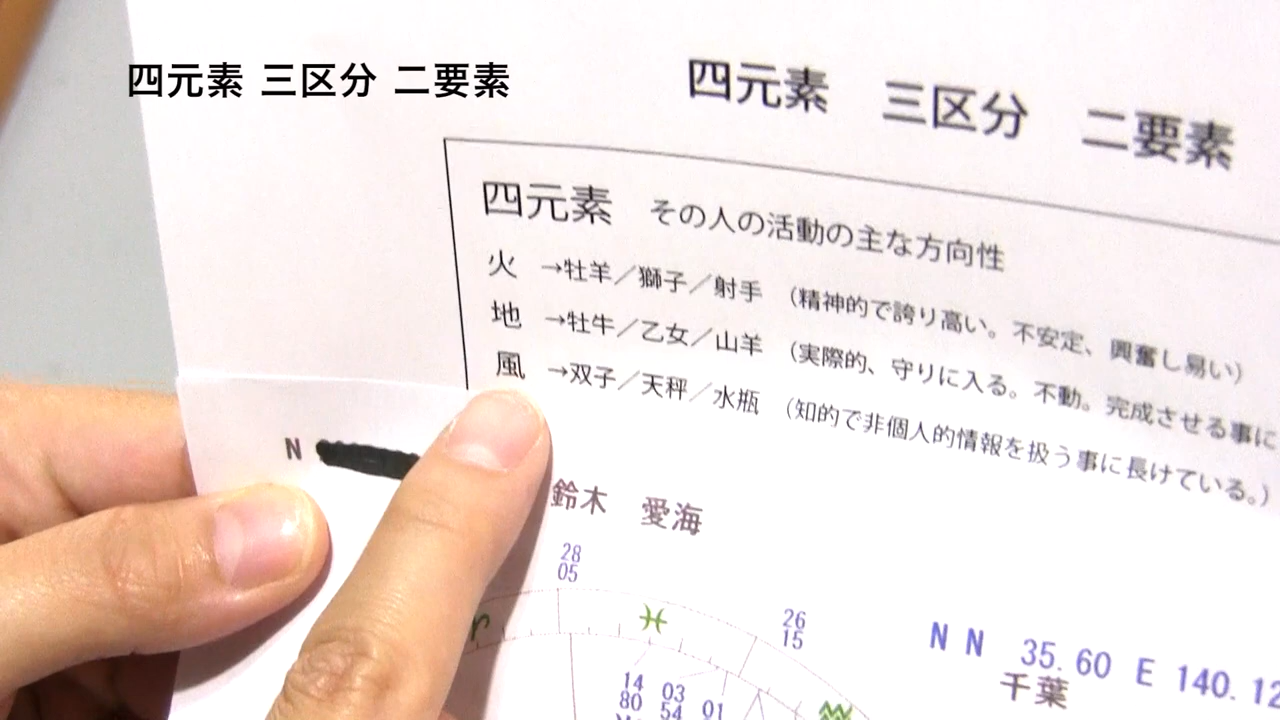 四元素 三区分 二要素
四元素 三区分 二要素
四元素 その人の活動の主な方向性
火 →牡羊／獅子／射手 （精神的で誇り高い。不安定、興奮し易い）
地 →牡牛／乙女／山羊 （実際的、守りに入る。不動。完成させる事に
風 →双子／天秤／水瓶 （知的で非個人的情報を扱う事に長けている。）
N
鈴木 愛海
28
05
26
15
N N 35.60 E 140.12
千葉
14 03 01
80 54